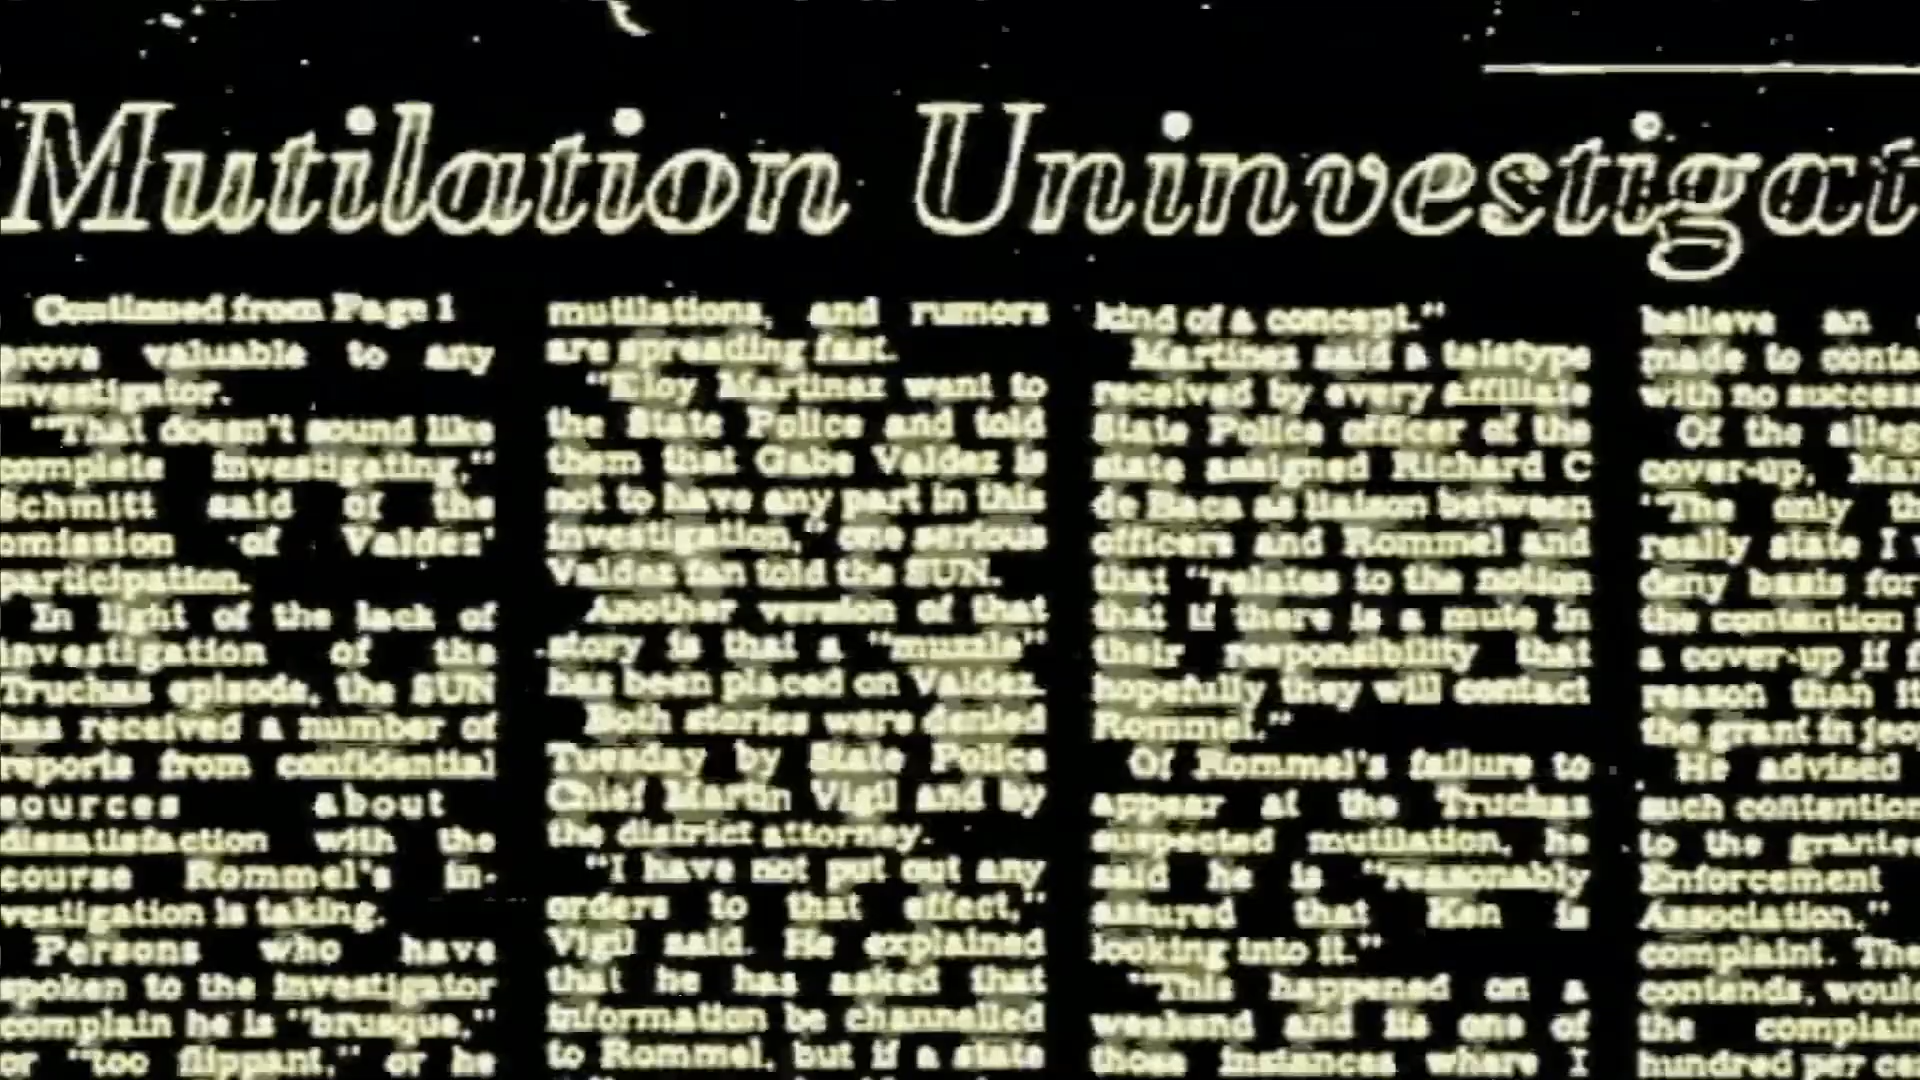 Mutilation Uninvestigat
Continued from Page 1
prove valuable to any
investigator.
"That doesn't sound like
complete investigating,"
Schmitt said of the
omission of Valdez'
participation.
In light of the lack of
investigation of the
Truchas episode, the SUN
has received a number of
reports from confidential
sources about
dissatisfaction with the
course Rommel's in-
vestigation is taking.
Persons who have
spoken to the investigator
complain he is "brusque,"
or "too flippant," or he
mutilations, and rumors
are spreading fast.
"Eloy Martinez want to
the State Police and told
them that Gabe Valdez is
not to have any part in this
investigation," one serious
Valdez fan told the SUN.
Another version of that
story is that a "muzzle"
has been placed on Valdez.
Both stories were denied
Tuesday by State Police
Chief Martin Vigil and by
the district attorney.
"I have not put out any
orders to that effect,"
Vigil said. He explained
that he has asked that
information be channelled
to Rommel, but if a state
kind of a concept."
Martinez said a teletype
received by every affiliate
State Police officer of the
state assigned Richard C
de Baca as liaison between
officers and Rommel and
that "relates to the notion
that if there is a mute in
their responsibility that
hopefully they will contact
Rommel."
Of Rommel's failure to
appear at the Truchas
suspected mutilation, he
said he is "reasonably
assured that Ken is
looking into it."
"This happened on a
weekend and its one of
those instances where I
believe an
made to conta
with no success
Of the alleg
cover-up, Mar
"The only th
really state I w
deny basis for
the contention
a cover-up if f
reason than it
the grant in jeop
He advised
such contention
to the grante
Enforcement
Association."
complaint. The
contends, would
the complain
hundred per ce